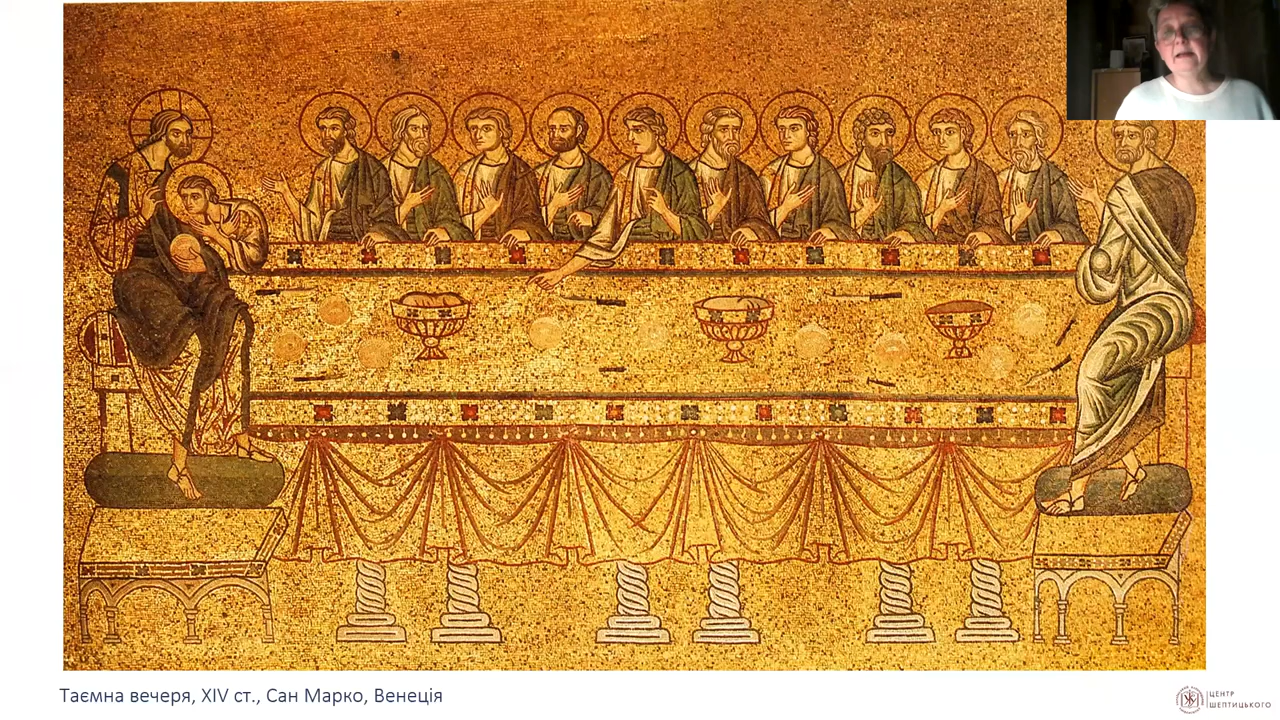 Таємна вечеря, XIV ст., Сан Марко, Венеція
ЦЕНТР
ШЕПТИЦЬКОГО